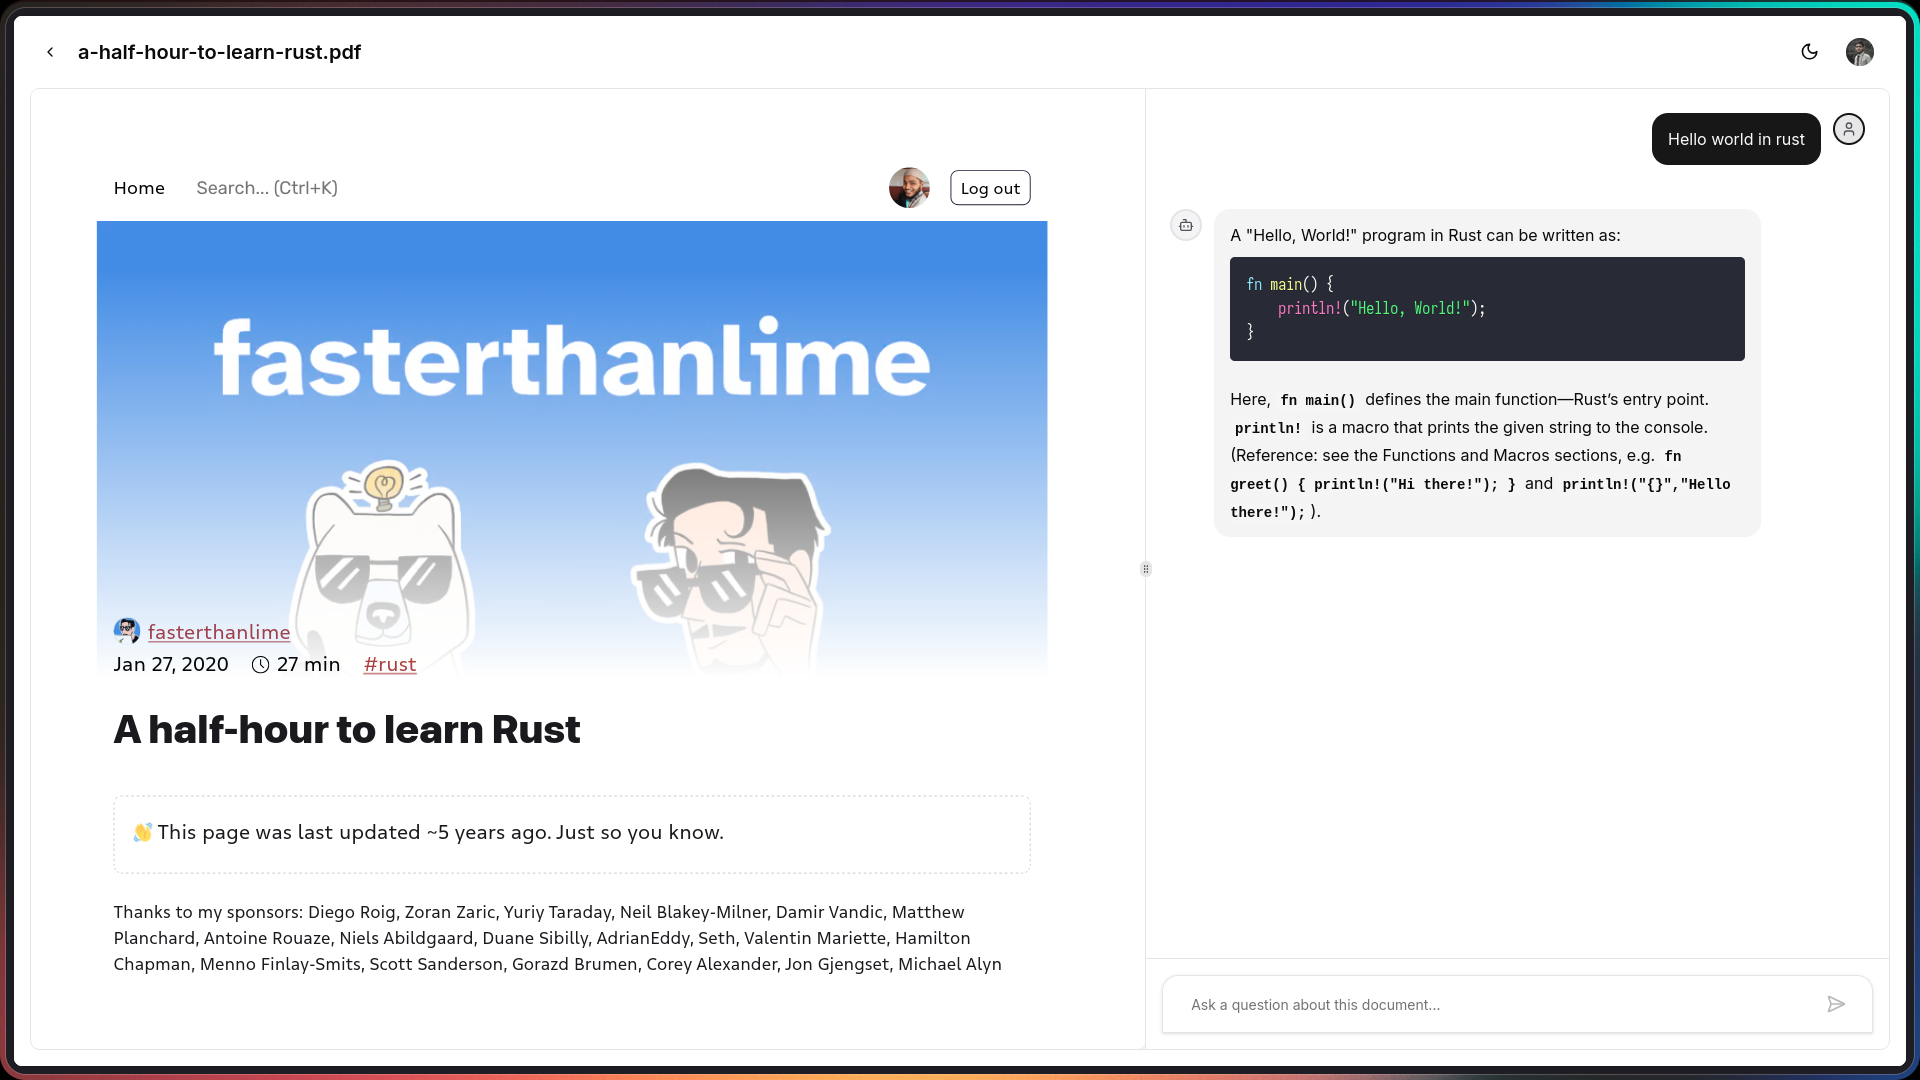 a-half-hour-to-learn-rust.pdf
Home
Search... (Ctrl+K)
Log out
fasterthanlime
fasterthanlime
Jan 27, 2020 27 min #rust
A half-hour to learn Rust
👋 This page was last updated ~5 years ago. Just so you know.
Thanks to my sponsors: Diego Roig, Zoran Zaric, Yuriy Taraday, Neil Blakey-Milner, Damir Vandic, Matthew
Planchard, Antoine Rouaze, Niels Abildgaard, Duane Sibilly, AdrianEddy, Seth, Valentin Mariette, Hamilton
Chapman, Menno Finlay-Smits, Scott Sanderson, Gorazd Brumen, Corey Alexander, Jon Gjengset, Michael Alyn
Hello world in rust
A "Hello, World!" program in Rust can be written as:
fn main() {
    println!("Hello, World!");
}
Here, fn main() defines the main function—Rust’s entry point.
println! is a macro that prints the given string to the console.
(Reference: see the Functions and Macros sections, e.g. fn
greet() { println!("Hi there!"); } and println!("{}","Hello
there!"); ).
Ask a question about this document...